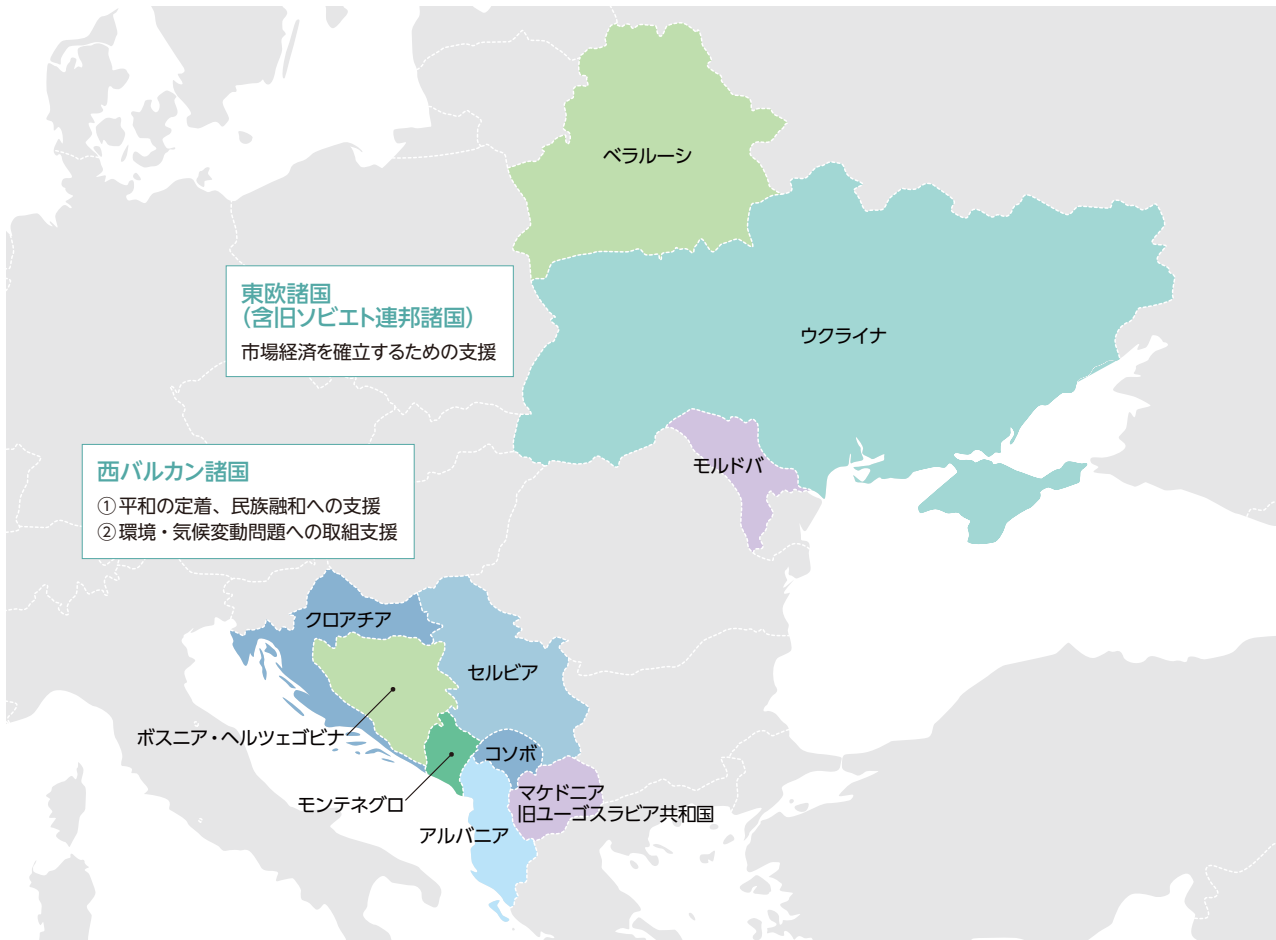 ベラルーシ
東欧諸国
（含旧ソビエト連邦諸国）
市場経済を確立するための支援
ウクライナ
西バルカン諸国
①平和の定着、民族融和への支援
②環境・気候変動問題への取組支援
モルドバ
クロアチア
セルビア
ボスニア・ヘルツェゴビナ
コソボ
モンテネグロ
マケドニア
旧ユーゴスラビア共和国
アルバニア